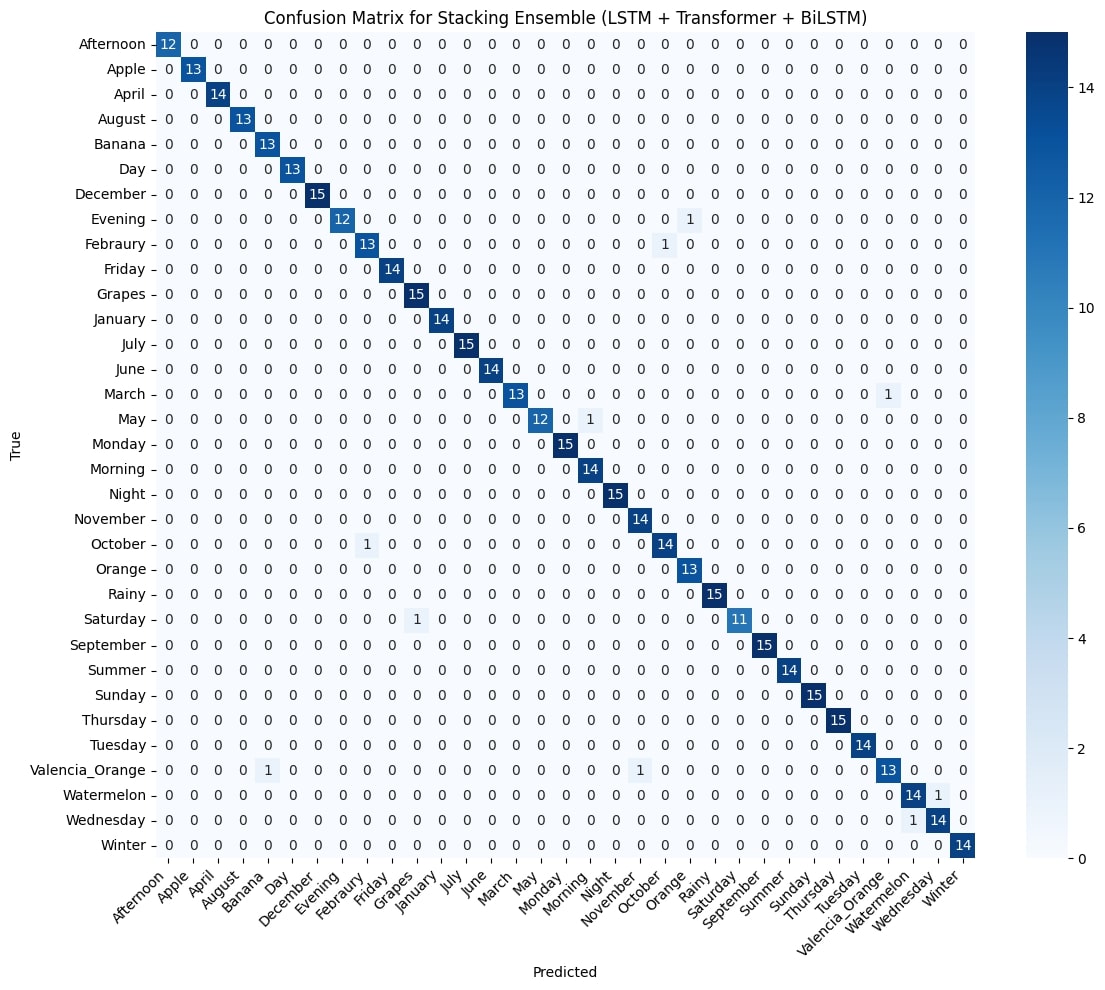 Confusion Matrix for Stacking Ensemble (LSTM + Transformer + BiLSTM)
True
Afternoon 12 0 0 0 0 0 0 0 0 0 0 0 0 0 0 0 0 0 0 0 0 0 0 0 0 0 0 0 0 0 0 0 0
Apple 0 13 0 0 0 0 0 0 0 0 0 0 0 0 0 0 0 0 0 0 0 0 0 0 0 0 0 0 0 0 0 0 0
April 0 0 14 0 0 0 0 0 0 0 0 0 0 0 0 0 0 0 0 0 0 0 0 0 0 0 0 0 0 0 0 0 0
August 0 0 0 13 0 0 0 0 0 0 0 0 0 0 0 0 0 0 0 0 0 0 0 0 0 0 0 0 0 0 0 0 0
Banana 0 0 0 0 13 0 0 0 0 0 0 0 0 0 0 0 0 0 0 0 0 0 0 0 0 0 0 0 0 0 0 0 0
Day 0 0 0 0 0 13 0 0 0 0 0 0 0 0 0 0 0 0 0 0 0 0 0 0 0 0 0 0 0 0 0 0 0
December 0 0 0 0 0 0 15 0 0 0 0 0 0 0 0 0 0 0 0 0 0 0 0 0 0 0 0 0 0 0 0 0 0
Evening 0 0 0 0 0 0 0 12 0 0 0 0 0 0 0 0 0 0 0 0 0 1 0 0 0 0 0 0 0 0 0 0 0
Febraury 0 0 0 0 0 0 0 0 13 0 0 0 0 0 0 0 0 0 0 0 1 0 0 0 0 0 0 0 0 0 0 0 0
Friday 0 0 0 0 0 0 0 0 0 14 0 0 0 0 0 0 0 0 0 0 0 0 0 0 0 0 0 0 0 0 0 0 0
Grapes 0 0 0 0 0 0 0 0 0 0 15 0 0 0 0 0 0 0 0 0 0 0 0 0 0 0 0 0 0 0 0 0 0
January 0 0 0 0 0 0 0 0 0 0 0 14 0 0 0 0 0 0 0 0 0 0 0 0 0 0 0 0 0 0 0 0 0
July 0 0 0 0 0 0 0 0 0 0 0 0 15 0 0 0 0 0 0 0 0 0 0 0 0 0 0 0 0 0 0 0 0
June 0 0 0 0 0 0 0 0 0 0 0 0 0 14 0 0 0 0 0 0 0 0 0 0 0 0 0 0 0 0 0 0 0
March 0 0 0 0 0 0 0 0 0 0 0 0 0 0 13 0 0 0 0 0 0 0 0 0 0 0 0 0 0 1 0 0 0
May 0 0 0 0 0 0 0 0 0 0 0 0 0 0 0 12 0 1 0 0 0 0 0 0 0 0 0 0 0 0 0 0 0
Monday 0 0 0 0 0 0 0 0 0 0 0 0 0 0 0 0 15 0 0 0 0 0 0 0 0 0 0 0 0 0 0 0 0
Morning 0 0 0 0 0 0 0 0 0 0 0 0 0 0 0 0 0 14 0 0 0 0 0 0 0 0 0 0 0 0 0 0 0
Night 0 0 0 0 0 0 0 0 0 0 0 0 0 0 0 0 0 0 15 0 0 0 0 0 0 0 0 0 0 0 0 0 0
November 0 0 0 0 0 0 0 0 0 0 0 0 0 0 0 0 0 0 0 14 0 0 0 0 0 0 0 0 0 0 0 0 0
October 0 0 0 0 0 0 0 0 1 0 0 0 0 0 0 0 0 0 0 0 14 0 0 0 0 0 0 0 0 0 0 0 0
Orange 0 0 0 0 0 0 0 0 0 0 0 0 0 0 0 0 0 0 0 0 0 13 0 0 0 0 0 0 0 0 0 0 0
Rainy 0 0 0 0 0 0 0 0 0 0 0 0 0 0 0 0 0 0 0 0 0 0 15 0 0 0 0 0 0 0 0 0 0
Saturday 0 0 0 0 0 0 0 0 0 0 1 0 0 0 0 0 0 0 0 0 0 0 0 11 0 0 0 0 0 0 0 0 0
September 0 0 0 0 0 0 0 0 0 0 0 0 0 0 0 0 0 0 0 0 0 0 0 0 15 0 0 0 0 0 0 0 0
Summer 0 0 0 0 0 0 0 0 0 0 0 0 0 0 0 0 0 0 0 0 0 0 0 0 0 14 0 0 0 0 0 0 0
Sunday 0 0 0 0 0 0 0 0 0 0 0 0 0 0 0 0 0 0 0 0 0 0 0 0 0 0 15 0 0 0 0 0 0
Thursday 0 0 0 0 0 0 0 0 0 0 0 0 0 0 0 0 0 0 0 0 0 0 0 0 0 0 0 15 0 0 0 0 0
Tuesday 0 0 0 0 0 0 0 0 0 0 0 0 0 0 0 0 0 0 0 0 0 0 0 0 0 0 0 0 14 0 0 0 0
Valencia_Orange 0 0 0 0 1 0 0 0 0 0 0 0 0 0 0 0 0 0 0 1 0 0 0 0 0 0 0 0 0 13 0 0 0
Watermelon 0 0 0 0 0 0 0 0 0 0 0 0 0 0 0 0 0 0 0 0 0 0 0 0 0 0 0 0 0 0 14 1 0
Wednesday 0 0 0 0 0 0 0 0 0 0 0 0 0 0 0 0 0 0 0 0 0 0 0 0 0 0 0 0 0 0 1 14 0
Winter 0 0 0 0 0 0 0 0 0 0 0 0 0 0 0 0 0 0 0 0 0 0 0 0 0 0 0 0 0 0 0 0 14
Afternoon Apple April August Banana Day December Evening Febraury Friday Grapes January July June March May Monday Morning Night November October Orange Rainy Saturday September Summer Sunday Thursday Tuesday Valencia_Orange Watermelon Wednesday Winter
Predicted
14
12
10
8
6
4
2
0